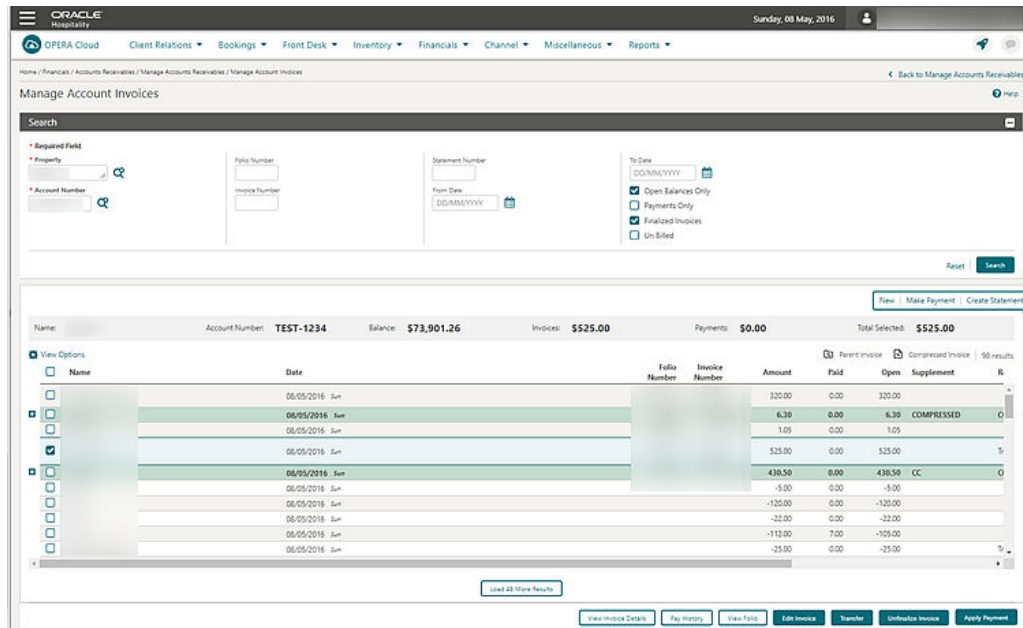 ORACLE Sunday, 08 May, 2016
Hospitality
OPERA Cloud Client Relations Bookings Front Desk Inventory Financials Channel Miscellaneous Reports
Home / Financials / Accounts Receivables / Manage Accounts Receivables / Manage Account Invoices Back to Manage Accounts Receivables
Manage Account Invoices Help
Search
* Required Field
* Property Folio Number Statement Number To Date
DD/MM/YYYY
* Account Number Invoice Number From Date Open Balances Only
DD/MM/YYYY Payments Only
Finalized Invoices
Un Billed
Reset Search
New Make Payment Create Statement
Name: Account Number: TEST-1234 Balance: $73,901.26 Invoices: $525.00 Payments: $0.00 Total Selected: $525.00
View Options Parent Invoice Compressed Invoice 98 results
Name Date Folio Number Invoice Number Amount Paid Open Supplement
08/05/2016 Sun 320.00 0.00 320.00
08/05/2016 Sun 6.30 0.00 6.30 COMPRESSED
08/05/2016 Sun 1.05 0.00 1.05
08/05/2016 Sun 525.00 0.00 525.00
08/05/2016 Sun 430.50 0.00 430.50 CC
08/05/2016 Sun -5.00 0.00 -5.00
08/05/2016 Sun -120.00 0.00 -120.00
08/05/2016 Sun -22.00 0.00 -22.00
08/05/2016 Sun -112.00 7.00 -105.00
08/05/2016 Sun -25.00 0.00 -25.00
Load 48 More Results
View Invoice Details Pay History View Folio Edit Invoice Transfer Unfinalize Invoice Apply Payment